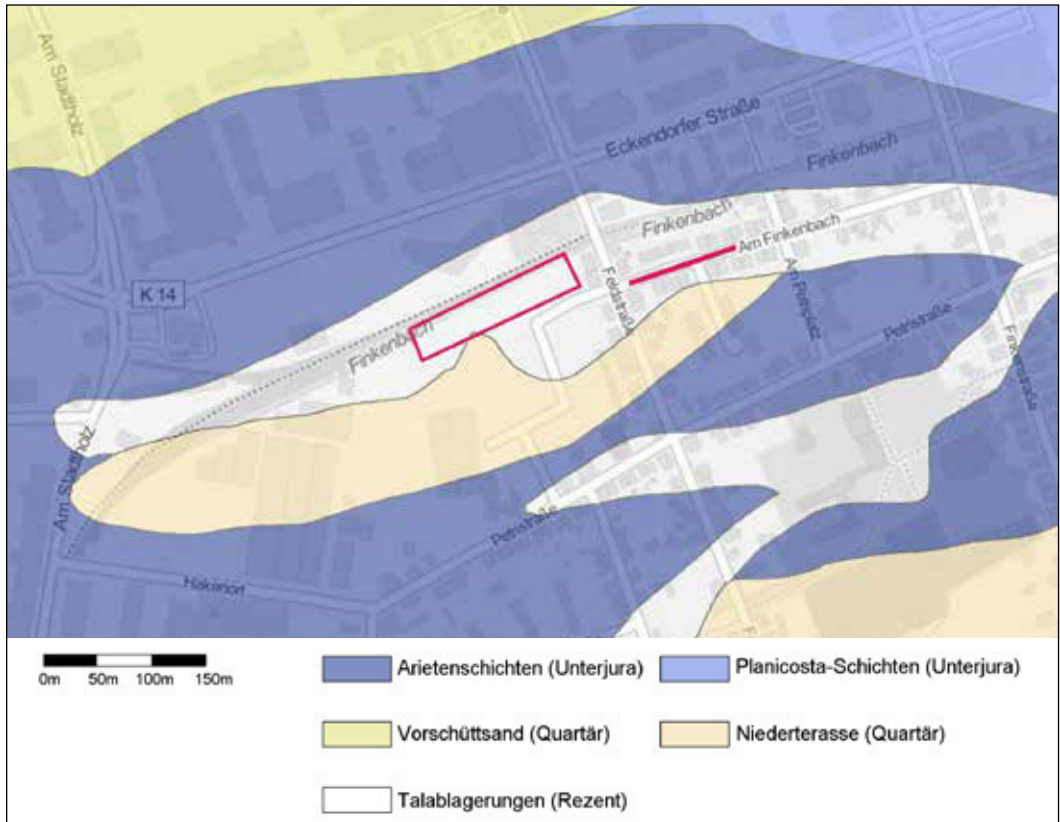 Am Stadtholz
Eckendorfer Straße
Finkenbach
Finkenbach
Am Finkenbach
K 14
Feldstraße
Am Petriplatz
Finkenbach
Petristraße
Finkenstraße
Am Stadtholz
Petristraße
Hakenort
F
0m 50m 100m 150m
Arietenschichten (Unterjura)
Planicosta-Schichten (Unterjura)
Vorschüttsand (Quartär)
Niederterasse (Quartär)
Talablagerungen (Rezent)